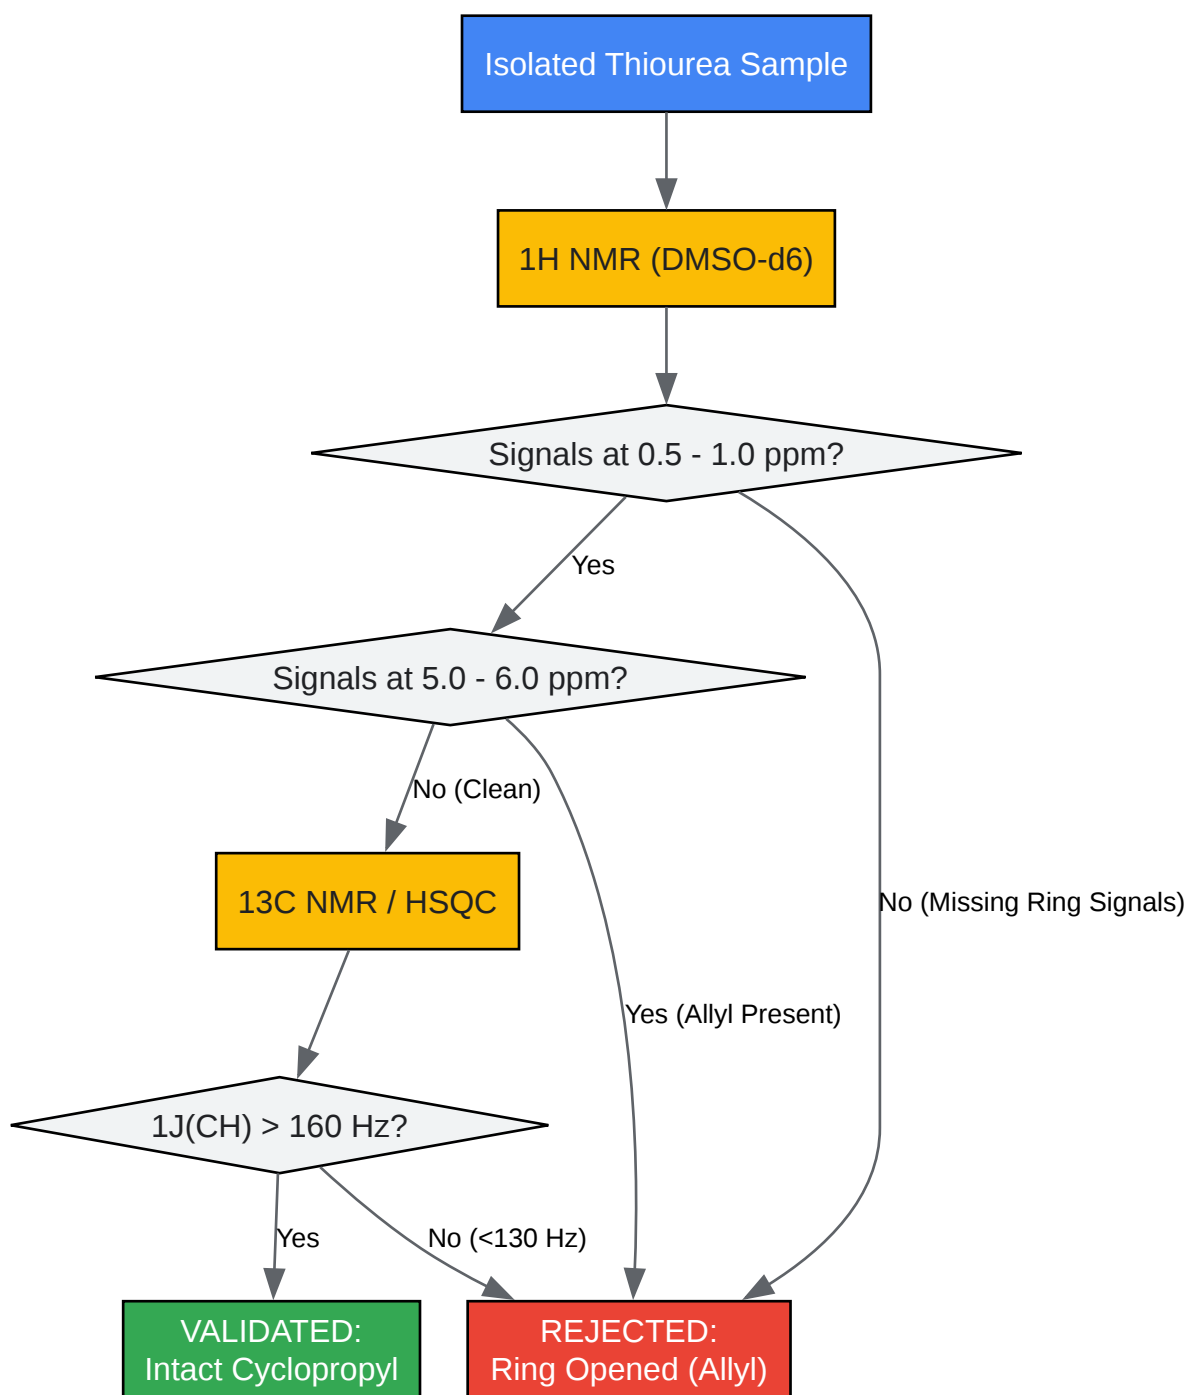 Isolated Thiourea Sample
1H NMR (DMSO-d6)
Signals at 0.5 - 1.0 ppm?
Yes
Signals at 5.0 - 6.0 ppm?
No (Clean)
13C NMR / HSQC
No (Missing Ring Signals)
Yes (Allyl Present)
1J(CH) > 160 Hz?
Yes
No (<130 Hz)
VALIDATED:
Intact Cyclopropyl
REJECTED:
Ring Opened (Allyl)